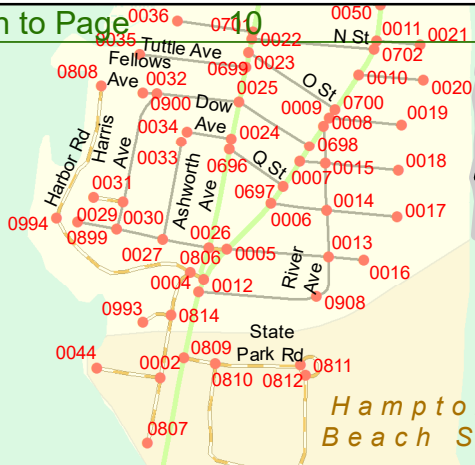 0036
0711
10
0050
n to Page
0022
N St
0011
0021
0035
Tuttle Ave
0702
Fellows
Ave
0699
0023
0808
0032
0010
0020
0025
O St
0900
Dow
Ave
0009
0700
0008
0019
0034
0024
Harbor Rd
Harris
Ave
0033
0698
0696
Q St
0007
0015
0018
Ashworth
Ave
0697
0031
0014
0994
0029
0006
0017
0899
0030
0026
0027
0806
0005
0013
0004
0012
River
Ave
0016
0908
0993
0814
State
Park Rd
0044
0002
0809
0811
0810
0812
Hampto
Beach S
0807